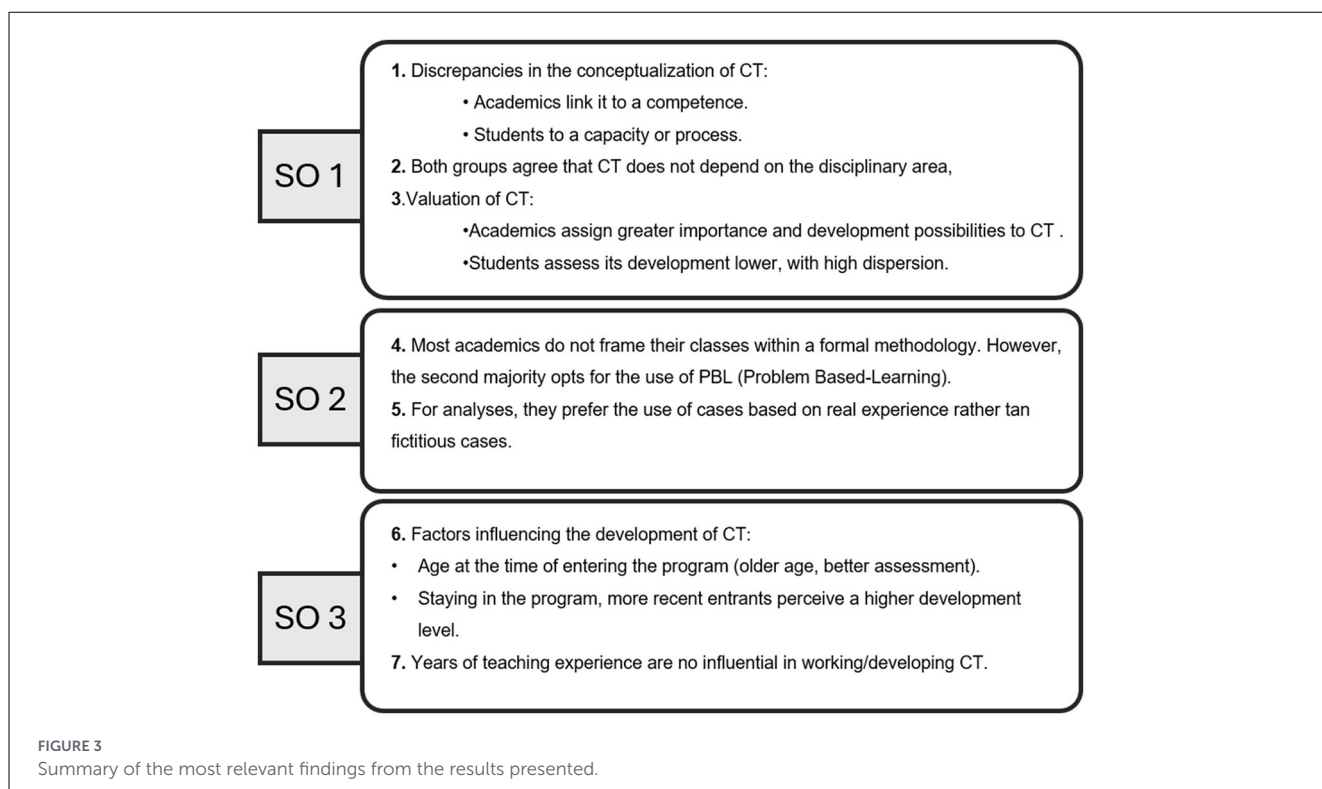 SO 1
1. Discrepancies in the conceptualization of CT:
• Academics link it to a competence.
• Students to a capacity or process.
2. Both groups agree that CT does not depend on the disciplinary area,
3.Valuation of CT:
•Academics assign greater importance and development possibilities to CT .
•Students assess its development lower, with high dispersion.
SO 2
4. Most academics do not frame their classes within a formal methodology. However,
the second majority opts for the use of PBL (Problem Based-Learning).
5. For analyses, they prefer the use of cases based on real experience rather tan
fictitious cases.
SO 3
6. Factors influencing the development of CT:
• Age at the time of entering the program (older age, better assessment).
• Staying in the program, more recent entrants perceive a higher development
level.
7. Years of teaching experience are no influential in working/developing CT.
FIGURE 3
Summary of the most relevant findings from the results presented.